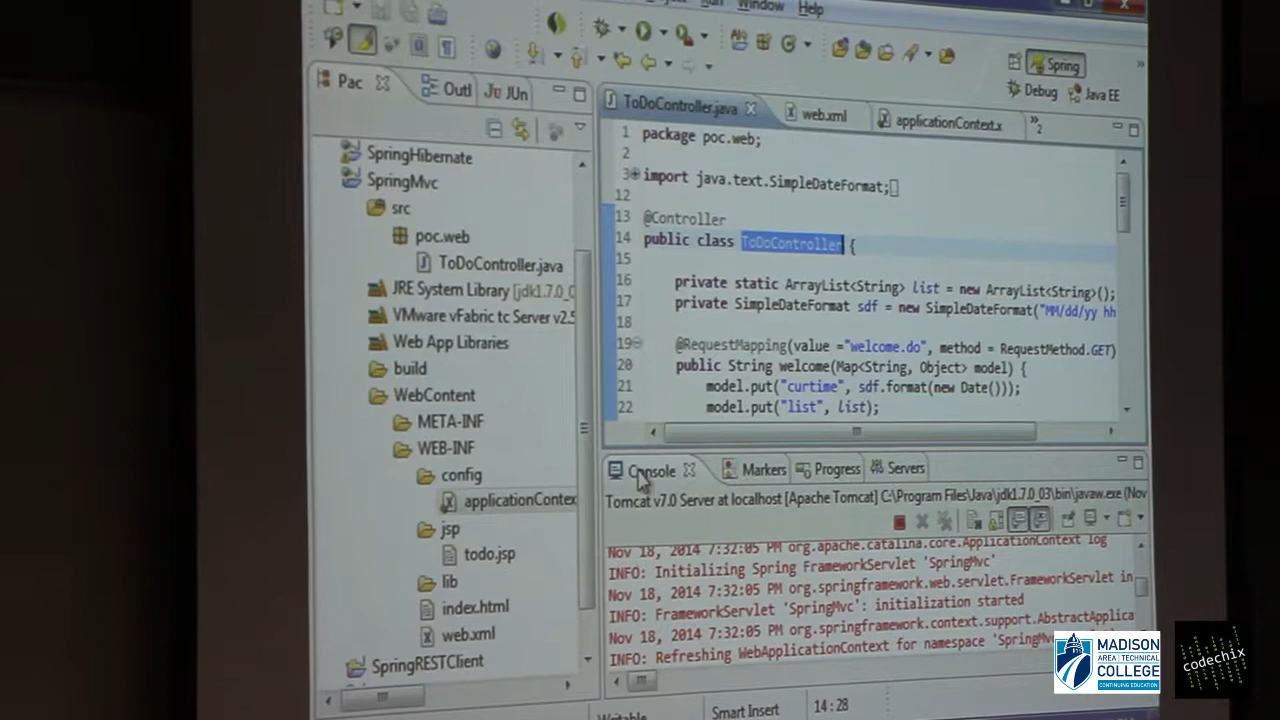 Run Window Help
Spring
Debug Java EE
Pac Outl JUn
SpringHibernate
SpringMvc
src
poc.web
ToDoController.java
JRE System Library [jdk1.7.0_0
VMware vFabric tc Server v2.5
Web App Libraries
build
WebContent
META-INF
WEB-INF
config
applicationContex
jsp
todo.jsp
lib
index.html
web.xml
SpringRESTClient
ToDoController.java web.xml applicationContext.x »2
1 package poc.web;
2
3 import java.text.SimpleDateFormat;
12
13 @Controller
14 public class ToDoController {
15
16 private static ArrayList<String> list = new ArrayList<String>();
17 private SimpleDateFormat sdf = new SimpleDateFormat("MM/dd/yy hh
18
19 @RequestMapping(value ="welcome.do", method = RequestMethod.GET)
20 public String welcome(Map<String, Object> model) {
21 model.put("curtime", sdf.format(new Date()));
22 model.put("list", list);
Console Markers Progress Servers
Tomcat v7.0 Server at localhost [Apache Tomcat] C:\Program Files\Java\jdk1.7.0_03\bin\javaw.exe (Nov
Nov 18, 2014 7:32:05 PM org.apache.catalina.core.ApplicationContext log
INFO: Initializing Spring FrameworkServlet 'SpringMvc'
Nov 18, 2014 7:32:05 PM org.springframework.web.servlet.FrameworkServlet in
INFO: FrameworkServlet 'SpringMvc': initialization started
Nov 18, 2014 7:32:05 PM org.springframework.context.support.AbstractApplica
INFO: Refreshing WebApplicationContext for namespace 'SpringMv
Writable Smart Insert 14:28
MADISON
AREA TECHNICAL
COLLEGE
CONTINUING EDUCATION
codechix